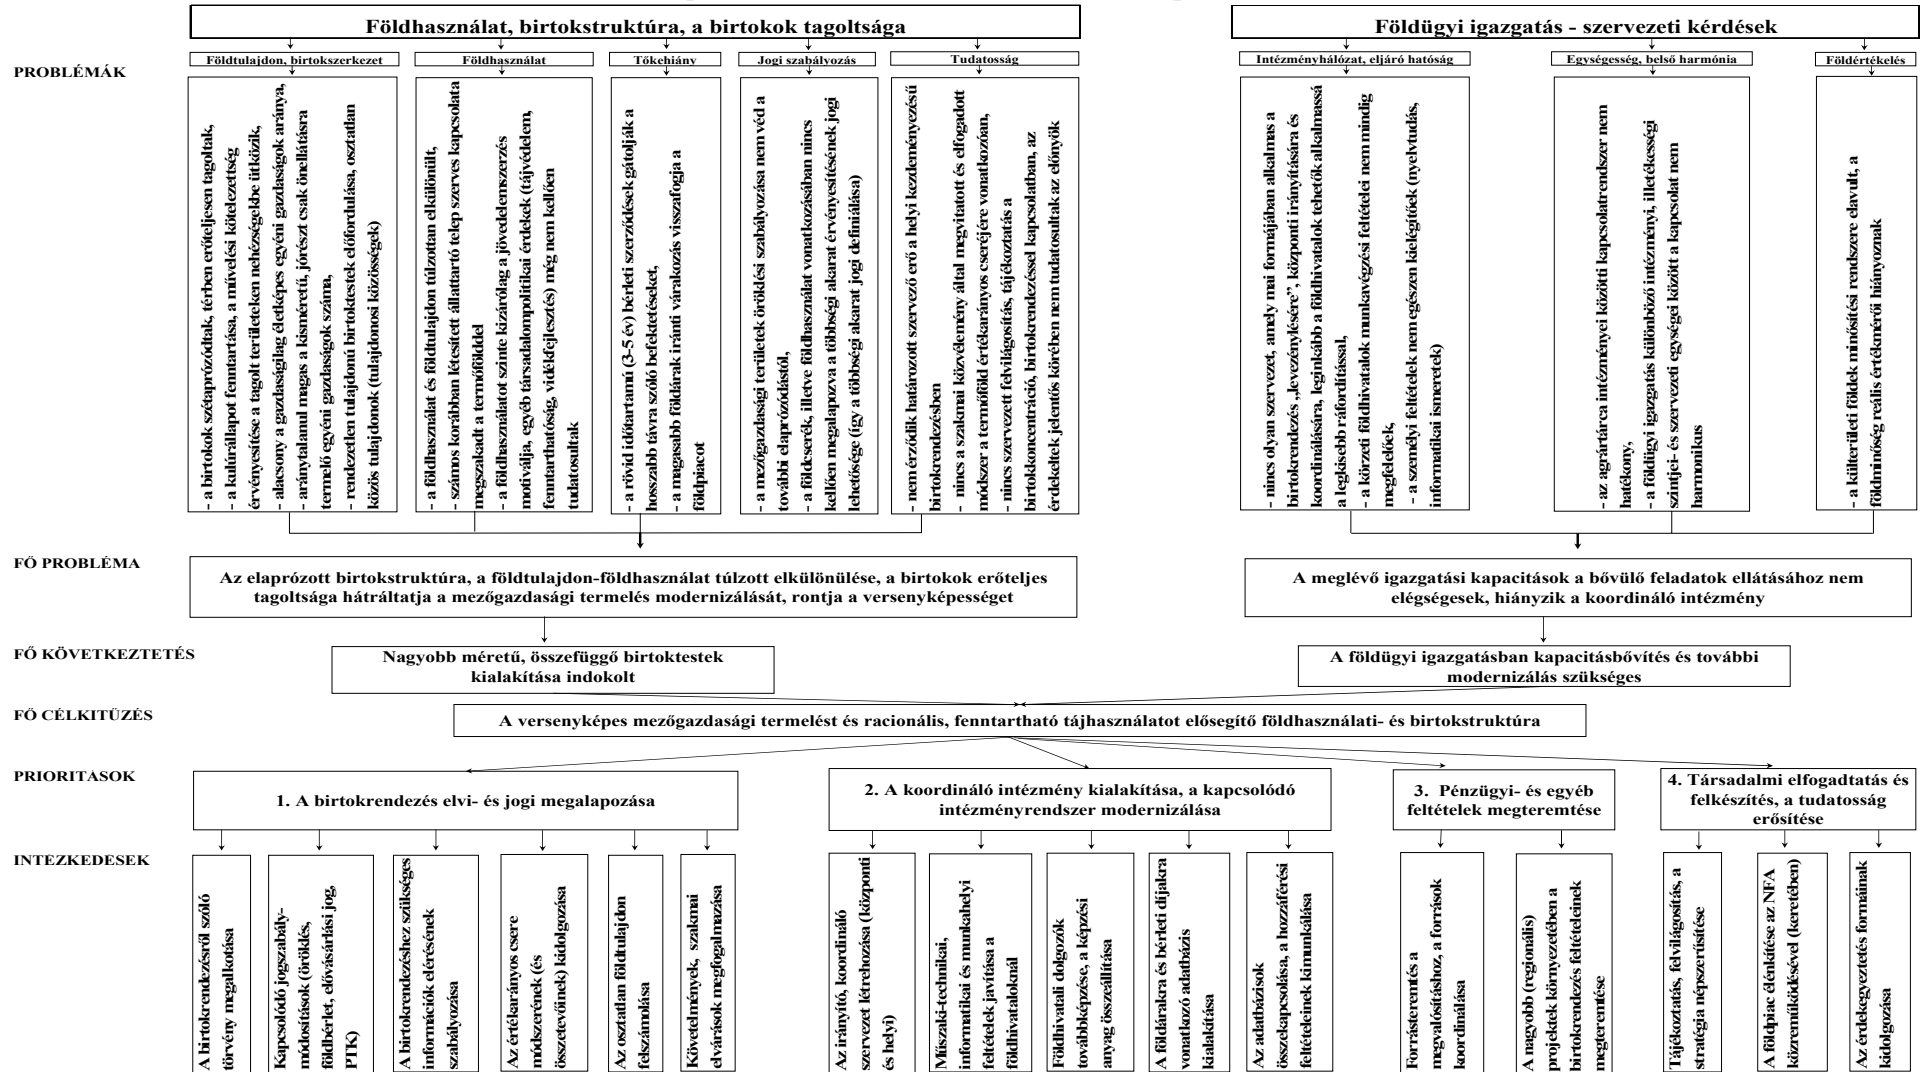 Földhasználat, birtokstruktúra, a birtokok tagoltsága
Földügyi igazgatás - szervezeti kérdések
PROBLÉMÁK
Földtulajdon, birtokszerkezet
Földhasználat
Tőkehiány
Jogi szabályozás
Tudatosság
Intézményhálózat, eljáró hatóság
Egységesség, belső harmónia
Földértékelés
- a birtokok szétaprózódtak, térben erőteljesen tagoltak,
- a kulúrállapot fenntartása, a művelési kötelezettség
érvényesítése a tagolt területeken nehézségekbe ütközik,
- alacsony a gazdaságilag életképes egyéni gazdaságok aránya,
- aránytalanul magas a kisméretű, jórészt csak önellátásra
termelő egyéni gazdaságok száma,
- rendezetlen tulajdonú birtoktestek előfordulása, osztatlan
közös tulajdonok (tulajdonosi közösségek)
- a földhasználat és földtulajdon túlzottan elkülönült,
- számos korábban létesített állattartó telep szerves kapcsolata
megszakadt a termőfölddel
- a földhasználatot szinte kizárólag a jövedelemszerzés
motiválja, egyéb társadalompolitikai érdekek (tájvédelem,
fenntarthatóság, vidékfejlesztés) még nem kellően
tudatosultak
- a rövid időtartamú (3-5 év) bérleti szerződések gátolják a
hosszabb távra szóló befektetéseket,
- a magasabb földárak iránti várakozás visszafogja a
földpiacot
- a mezőgazdasági területek öröklési szabályozása nem véd a
további elaprózódástól,
- a földcserék, illetve földhasználat vonatkozásában nincs
kellően megalapozva a többségi akarat érvényesítésének jogi
lehetősége (így a többségi akarat jogi definiálása)
- nem érződik határozott szervező erő a helyi kezdeményezésű
birtokrendezésben
- nincs a szakmai közvélemény által megvitatott és elfogadott
módszer a termőföld értékarányos cseréjére vonatkozóan,
- nincs szervezett felvilágosítás, tájékoztatás a
birtokkoncentráció, birtokrendezéssel kapcsolatban, az
érdekeltek jelentős körében nem tudatosultak az előnyök
- nincs olyan szervezet, amely mai formájában alkalmas a
birtokrendezés „levezénylésére”, központi irányítására és
koordinálására, leginkább a földhivatalok tehetők alkalmassá
a legkisebb ráfordítással,
- a körzeti földhivatalok munkavégzési feltételei nem mindig
megfelelőek,
- a személyi feltételek nem egészen kielégítőek (nyelvtudás,
informatikai ismeretek)
- az agrártárca intézményei közötti kapcsolatrendszer nem
hatékony,
- a földügyi igazgatás különböző intézményi, illetékességi
szintjei- és szervezeti egységei között a kapcsolat nem
harmonikus
- a külterületi földek minősítési rendszere elavult, a
földminőség reális értékmérői hiányoznak
FŐ PROBLÉMA
Az elaprózott birtokstruktúra, a földtulajdon-földhasználat túlzott elkülönülése, a birtokok erőteljes
tagoltsága hátráltatja a mezőgazdasági termelés modernizálását, rontja a versenyképességet
A meglévő igazgatási kapacitások a bővülő feladatok ellátásához nem
elégségesek, hiányzik a koordináló intézmény
FŐ KÖVETKEZTETÉS
Nagyobb méretű, összefüggő birtoktestek
kialakítása indokolt
A földügyi igazgatásban kapacitásbővítés és további
modernizálás szükséges
FŐ CÉLKITŰZÉS
A versenyképes mezőgazdasági termelést és racionális, fenntartható tájhasználatot elősegítő földhasználati- és birtokstruktúra
PRIORITÁSOK
1. A birtokrendezés elvi- és jogi megalapozása
2. A koordináló intézmény kialakítása, a kapcsolódó
intézményrendszer modernizálása
3. Pénzügyi- és egyéb
feltételek megteremtése
4. Társadalmi elfogadtatás és
felkészítés, a tudatosság
erősítése
INTÉZKEDÉSEK
A birtokrendezésről szóló
törvény megalkotása
Kapcsolódó jogszabály-
módosítások (öröklés,
földbérlet, elővásárlási jog,
PTK)
A birtokrendezéshez szükséges
információk elérésének
szabályozása
Az értékarányos csere
módszerének (és
összetevőinek) kidolgozása
Az osztatlan földtulajdon
felszámolása
Követelmények, szakmai
elvárások megfogalmazása
Az irányító, koordináló
szervezet létrehozása (központi
és helyi)
Műszaki-technikai,
informatikai és munkahelyi
feltételek javítása a
földhivataloknál
Földhivatali dolgozók
továbbképzése, a képzési
anyag összeállítása
A földárakra és bérleti díjakra
vonatkozó adatbázis
kialakítása
Az adatbázisok
összekapcsolása, a hozzáférési
feltételeinek kimunkálása
Forrásteremtés a
megvalósításhoz, a források
koordinálása
A nagyobb (regionális)
projektek környezetében a
birtokrendezés feltételeinek
megteremtése
Tájékoztatás, felvilágosítás, a
stratégia népszerűsítése
A földpiac élénkítése az NFA
közreműködésével (keretében)
Az érdekegyeztetés formáinak
kidolgozása